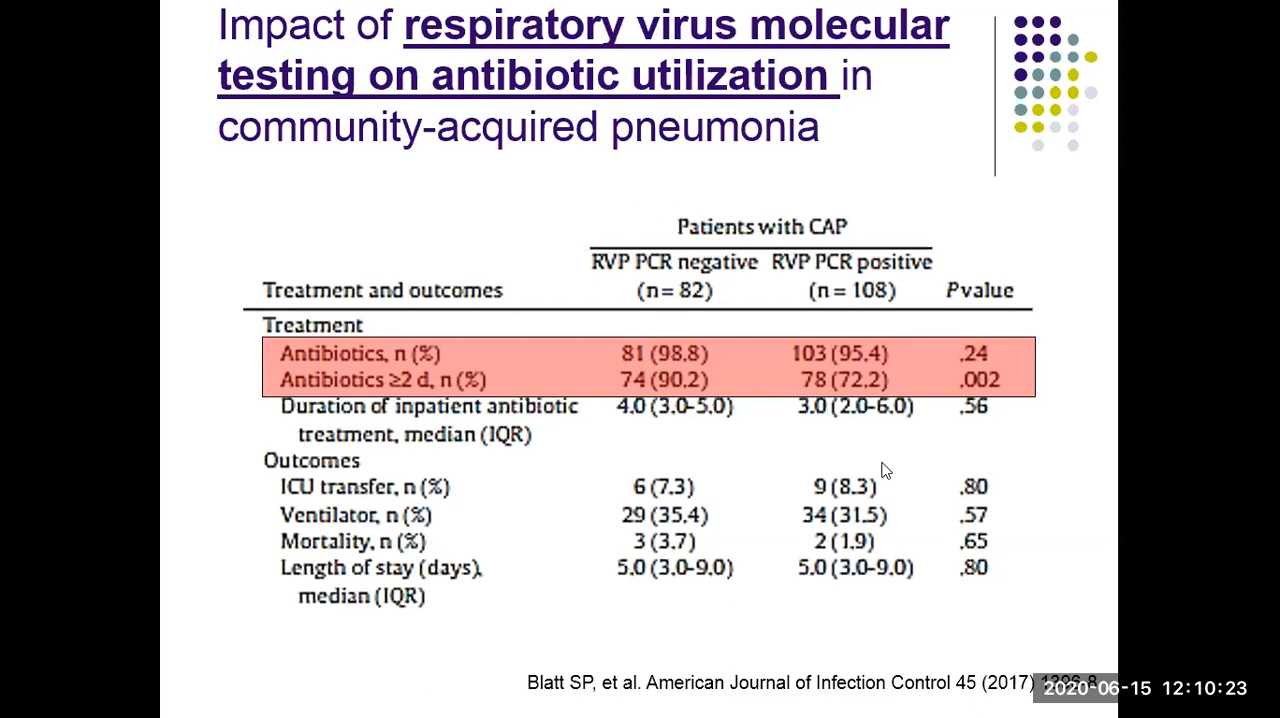 Impact of respiratory virus molecular
testing on antibiotic utilization in
community-acquired pneumonia
Patients with CAP
RVP PCR negative RVP PCR positive
Treatment and outcomes (n= 82) (n= 108) P value
Treatment
Antibiotics, n (%) 81 (98.8) 103 (95.4) .24
Antibiotics ≥2 d, n (%) 74 (90.2) 78 (72.2) .002
Duration of inpatient antibiotic 4.0 (3.0-5.0) 3.0 (2.0-6.0) .56
treatment, median (IQR)
Outcomes
ICU transfer, n (%) 6 (7.3) 9 (8.3) .80
Ventilator, n (%) 29 (35.4) 34 (31.5) .57
Mortality, n (%) 3 (3.7) 2 (1.9) .65
Length of stay (days), 5.0 (3.0-9.0) 5.0 (3.0-9.0) .80
median (IQR)
Blatt SP, et al. American Journal of Infection Control 45 (2017)
2020-06-15 12:10:23